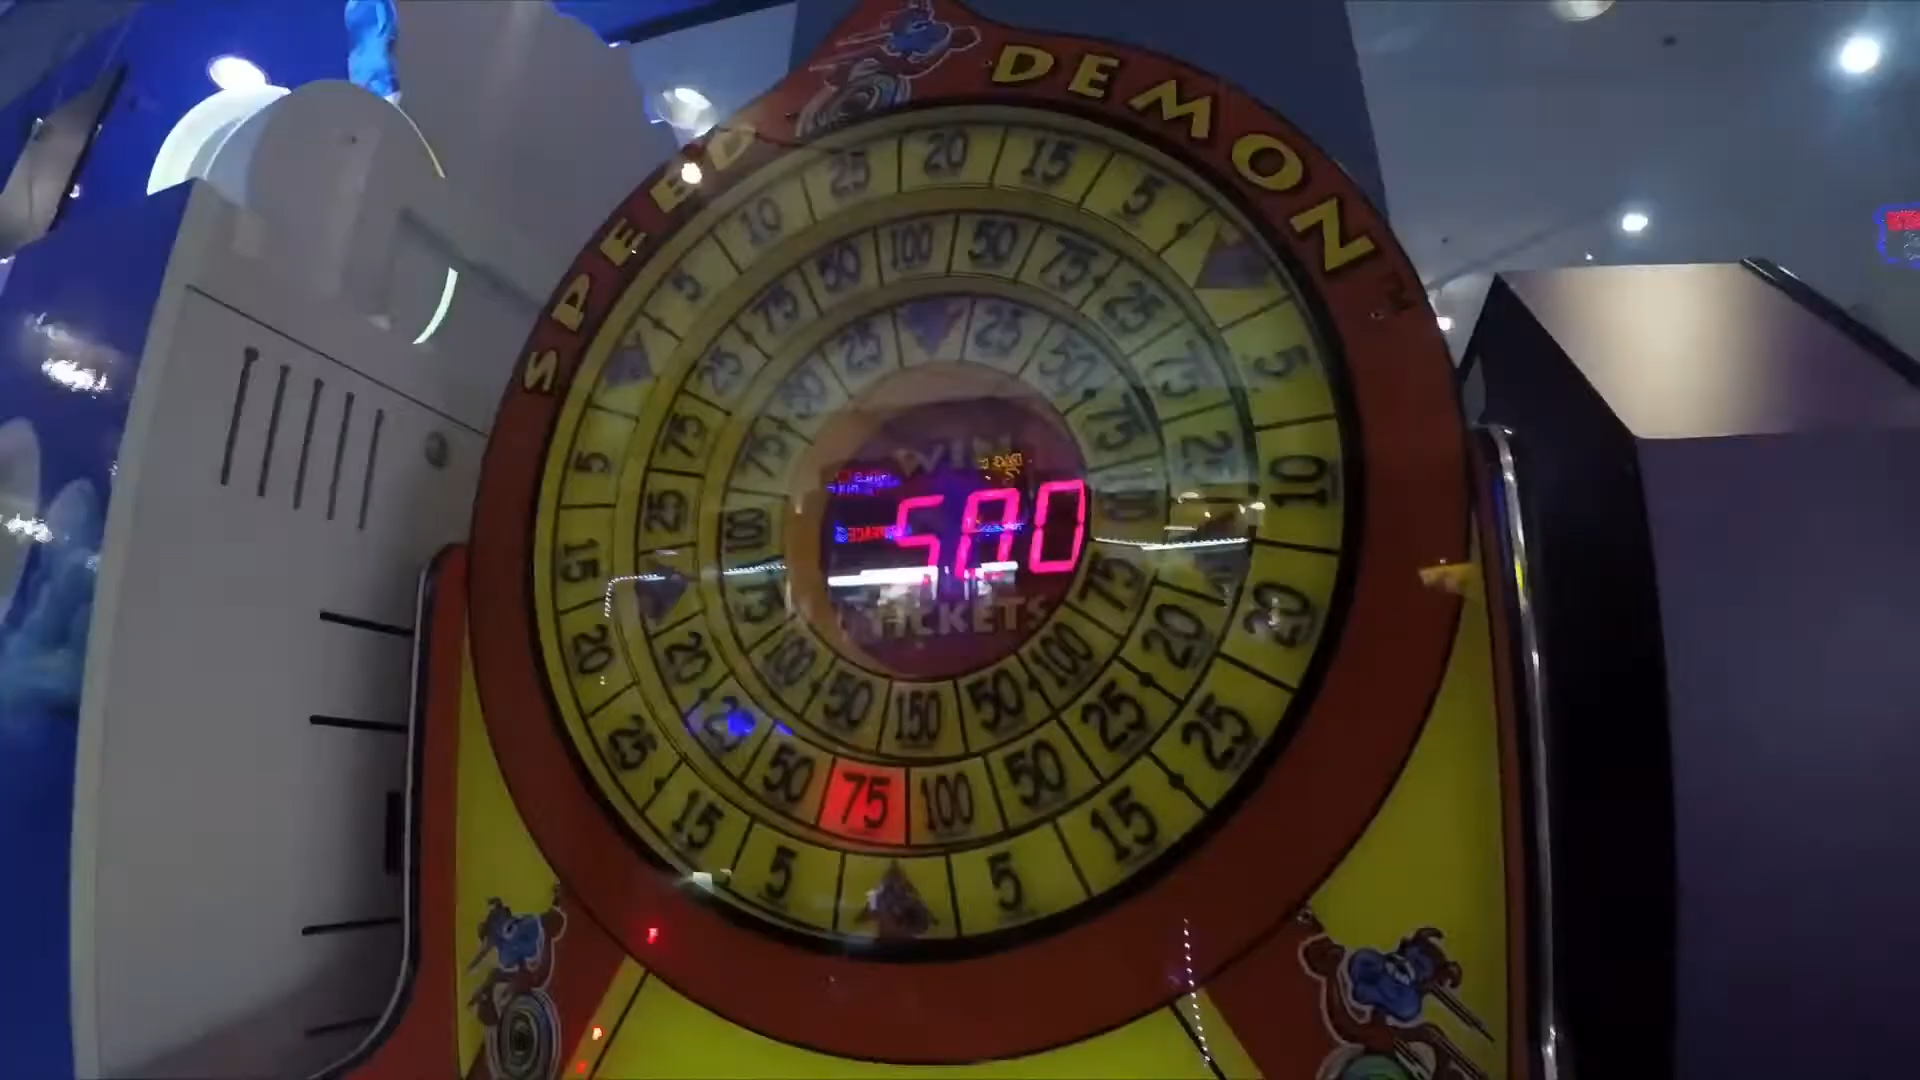 SPEED DEMON™
20 15 5 5 10 20 25 15 5 5 15 25 20 15 5 5 10 25
100 50 75 25 75 25 20 25 50 100 75 50 20 25 75 25 75 50
25 50 75 100 75 100 50 150 50 100 75 100 75 50 25
WIN
500
TICKETS